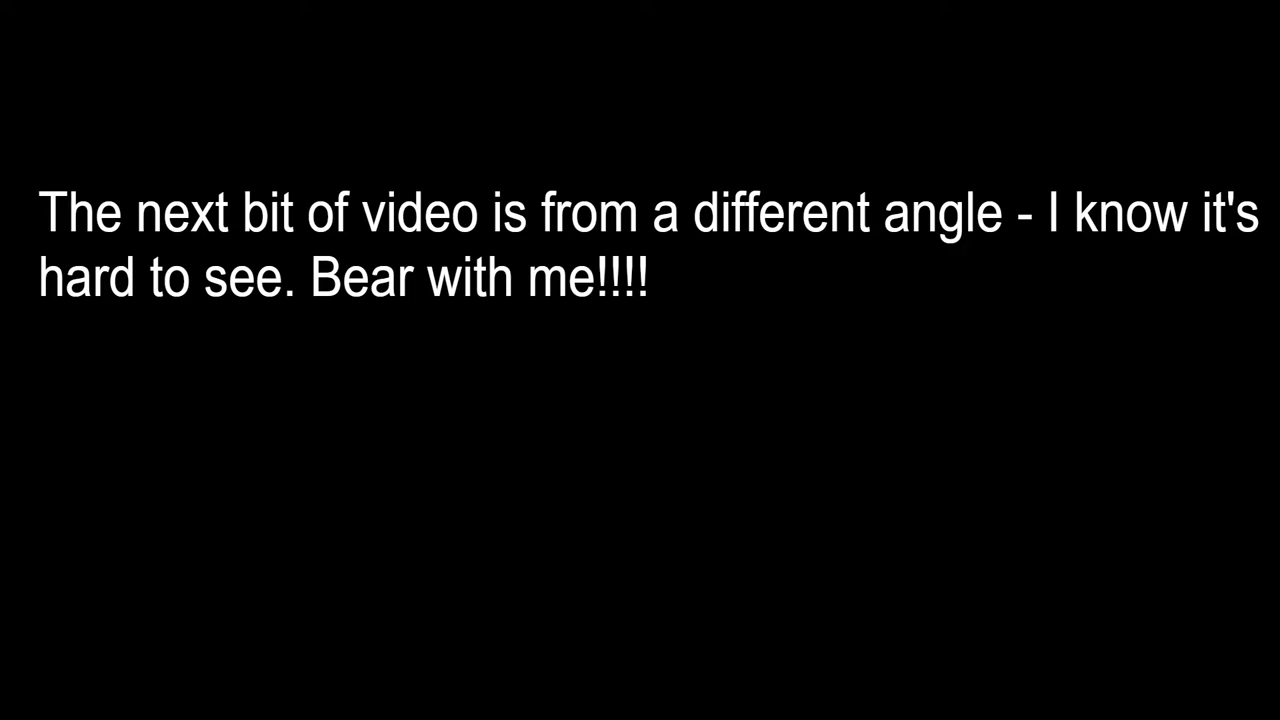 The next bit of video is from a different angle - I know it's
hard to see. Bear with me!!!!